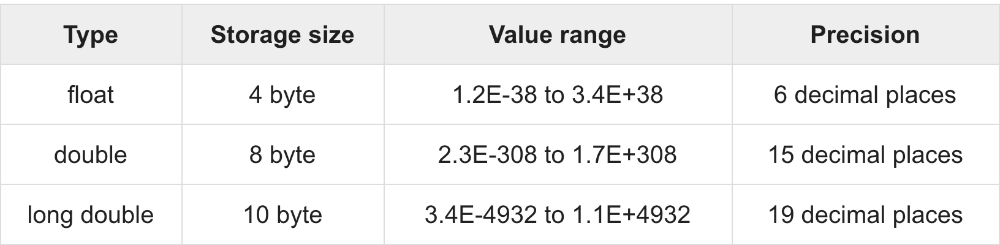 Type Storage size Value range Precision
float 4 byte 1.2E-38 to 3.4E+38 6 decimal places
double 8 byte 2.3E-308 to 1.7E+308 15 decimal places
long double 10 byte 3.4E-4932 to 1.1E+4932 19 decimal places